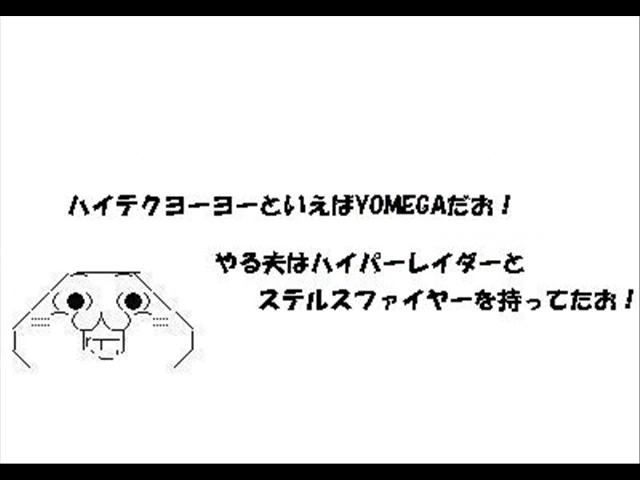 ハイテクヨーヨーといえばYOMEGAだお！
やる夫はハイパーレイダーと
ステルスファイヤーを持ってたお！